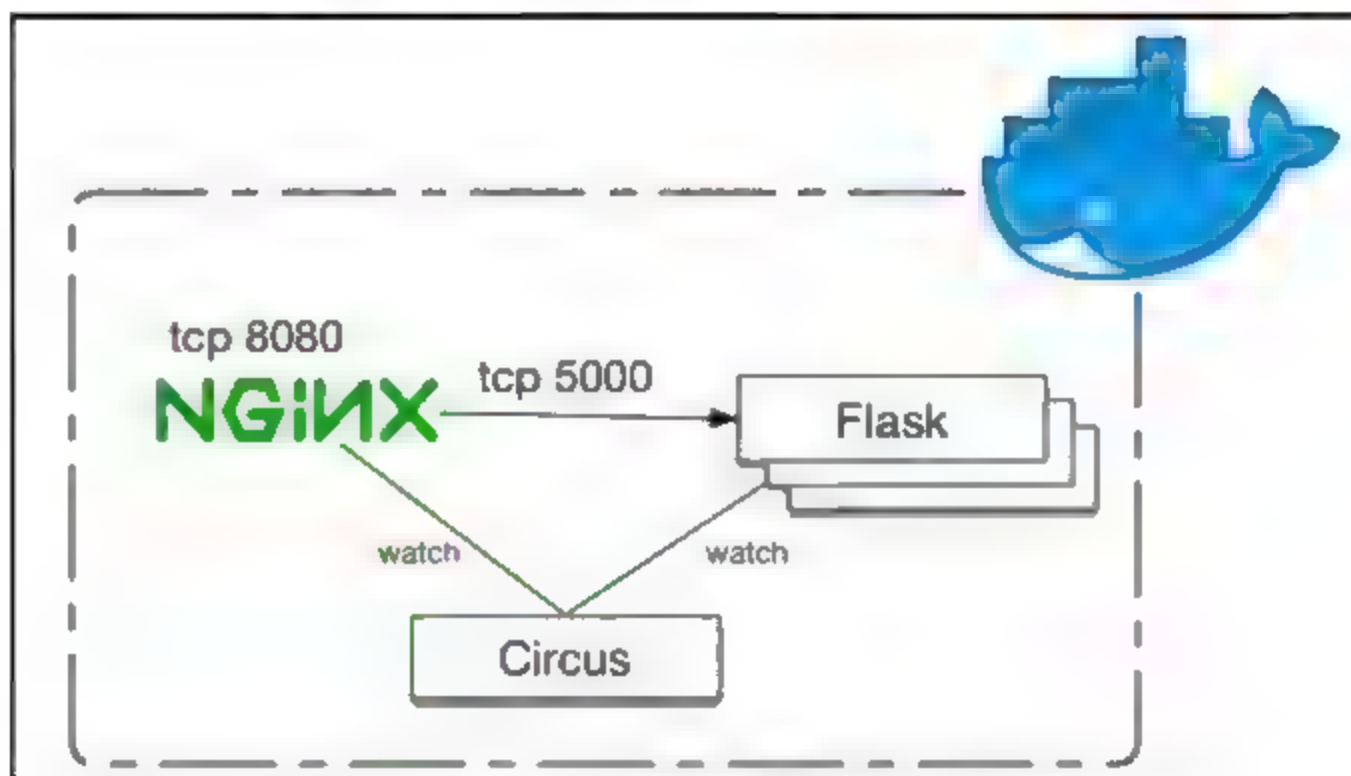 tcp 8080
NGiNX
tcp 5000
Flask
watch
watch
Circus